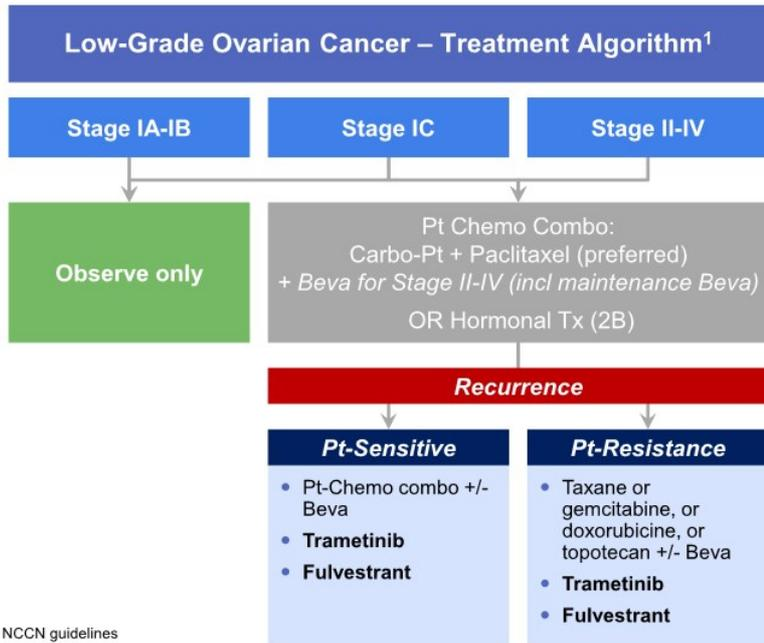 Low-Grade Ovarian Cancer – Treatment Algorithm¹
Stage IA-IB
Stage IC
Stage II-IV
Observe only
Pt Chemo Combo:
Carbo-Pt + Paclitaxel (preferred)
+ Beva for Stage II-IV (incl maintenance Beva)
OR Hormonal Tx (2B)
Recurrence
Pt-Sensitive
• Pt-Chemo combo +/-
Beva
• Trametinib
• Fulvestrant
Pt-Resistance
• Taxane or
gemcitabine, or
doxorubicine, or
topotecan +/- Beva
• Trametinib
• Fulvestrant
NCCN guidelines